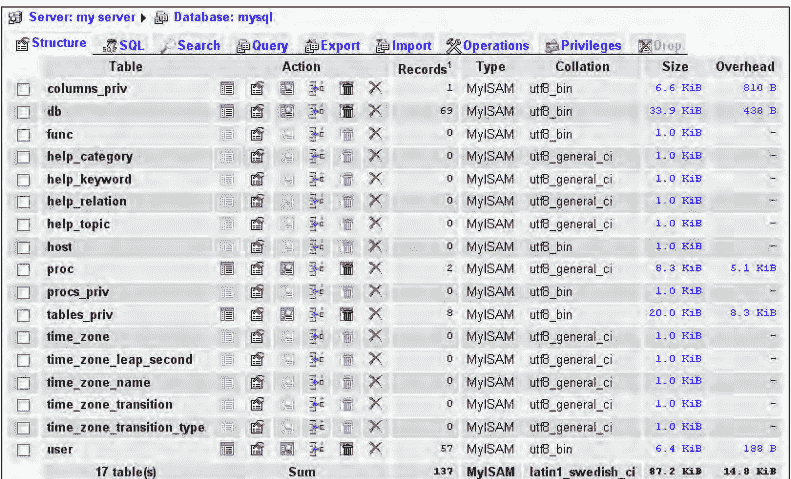 Server: my server Database: mysql
Structure SQL Search Query Export Import Operations Privileges Drop
Table Action Records1 Type Collation Size Overhead
columns_priv 1 MyISAM utf8_bin 6.6 KiB 810 B
db 69 MyISAM utf8_bin 33.9 KiB 438 B
func 0 MyISAM utf8_bin 1.0 KiB -
help_category 0 MyISAM utf8_general_ci 1.0 KiB -
help_keyword 0 MyISAM utf8_general_ci 1.0 KiB -
help_relation 0 MyISAM utf8_general_ci 1.0 KiB -
help_topic 0 MyISAM utf8_general_ci 1.0 KiB -
host 0 MyISAM utf8_bin 1.0 KiB -
proc 2 MyISAM utf8_general_ci 8.3 KiB 5.1 KiB
procs_priv 0 MyISAM utf8_bin 1.0 KiB -
tables_priv 8 MyISAM utf8_bin 20.0 KiB 8.3 KiB
time_zone 0 MyISAM utf8_general_ci 1.0 KiB -
time_zone_leap_second 0 MyISAM utf8_general_ci 1.0 KiB -
time_zone_name 0 MyISAM utf8_general_ci 1.0 KiB -
time_zone_transition 0 MyISAM utf8_general_ci 1.0 KiB -
time_zone_transition_type 0 MyISAM utf8_general_ci 1.0 KiB -
user 57 MyISAM utf8_bin 6.4 KiB 188 B
17 table(s) Sum 137 MyISAM latin1_swedish_ci 87.2 KiB 14.8 KiB